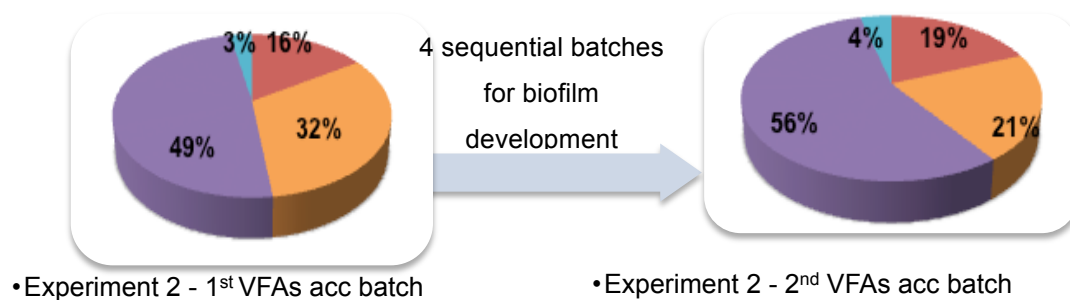 3% 16%
32%
49%
4 sequential batches
for biofilm
development
4% 19%
21%
56%
•Experiment 2 - 1st VFAs acc batch
•Experiment 2 - 2nd VFAs acc batch